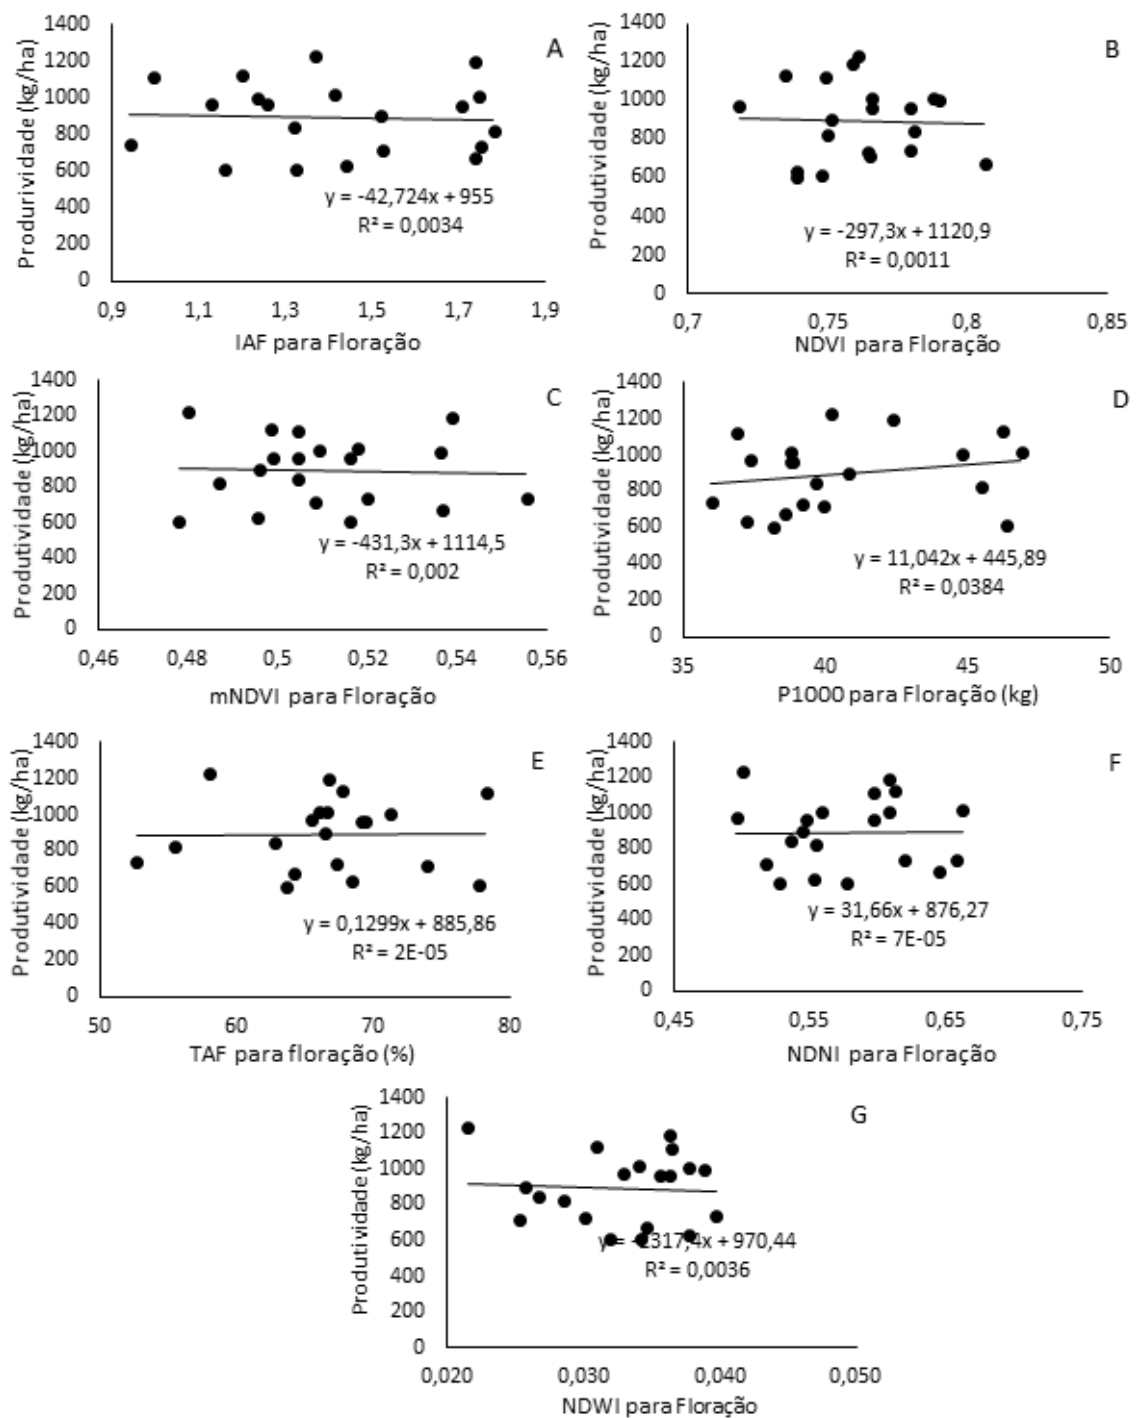 A
Produrividade (kg/ha)
1400
1200
1000
800
600
400
200
0
y = -42,724x + 955
R² = 0,0034
0,9 1,1 1,3 1,5 1,7 1,9
IAF para Floração
B
Produtividade (kg/ha)
1400
1200
1000
800
600
400
200
0
y = -297,3x + 1120,9
R² = 0,0011
0,7 0,75 0,8 0,85
NDVI para Floração
C
Produtividade (kg/ha)
1400
1200
1000
800
600
400
200
0
y = -431,3x + 1114,5
R² = 0,002
0,46 0,48 0,5 0,52 0,54 0,56
mNDVI para Floração
D
Produtividade (kg/ha)
1400
1200
1000
800
600
400
200
0
y = 11,042x + 445,89
R² = 0,0384
35 40 45 50
P1000 para Floração (kg)
E
Produtividade (kg/ha)
1400
1200
1000
800
600
400
200
0
y = 0,1299x + 885,86
R² = 2E-05
50 60 70 80
TAF para floração (%)
F
Produtividade (kg/ha)
1400
1200
1000
800
600
400
200
0
y = 31,66x + 876,27
R² = 7E-05
0,45 0,55 0,65 0,75
NDNI para Floração
G
Produtividade (kg/ha)
1400
1200
1000
800
600
400
200
0
y = -2317,4x + 970,44
R² = 0,0036
0,020 0,030 0,040 0,050
NDWI para Floração